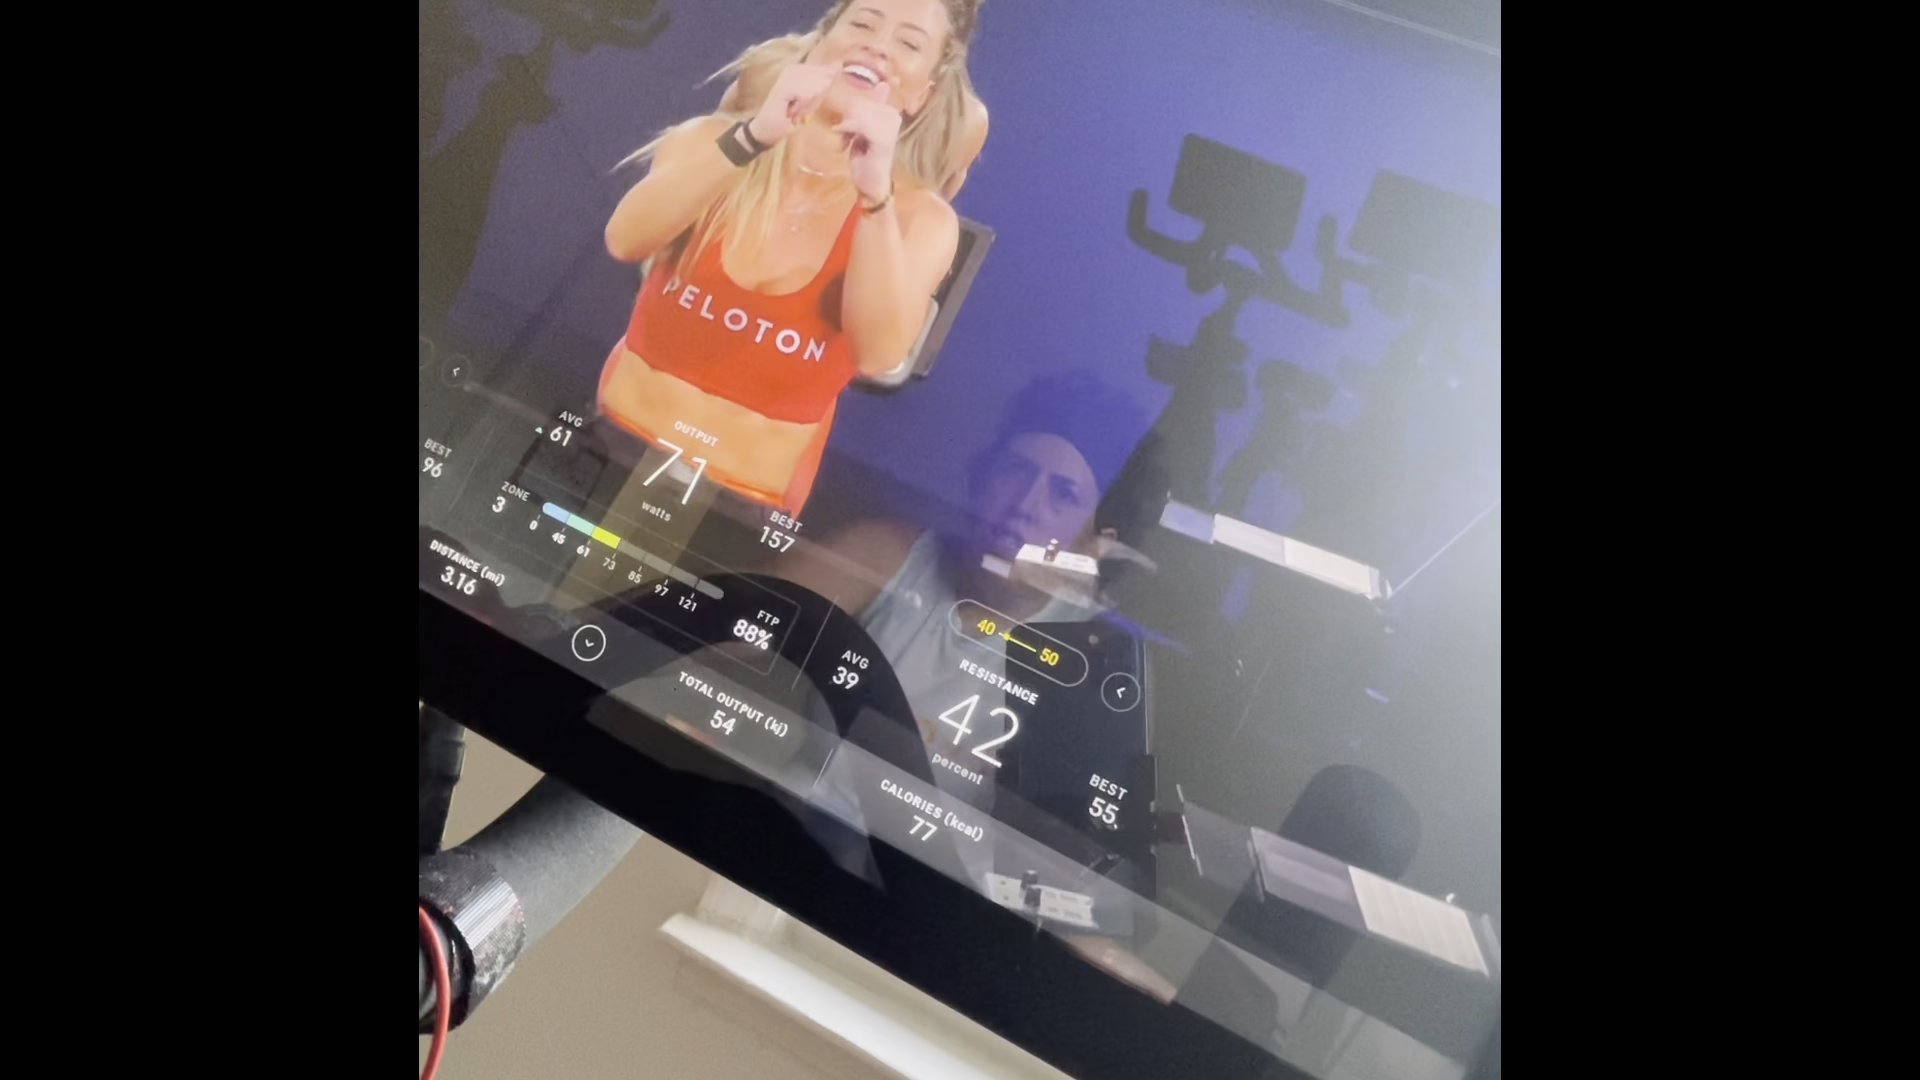 PELOTON
AVG
61
OUTPUT
71
watts
BEST
96
ZONE
3
0
45
61
73
85
97
121
BEST
157
DISTANCE (mi)
3.16
FTP
88%
AVG
39
40
50
RESISTANCE
42
percent
TOTAL OUTPUT (kj)
54
BEST
55
CALORIES (kcal)
77